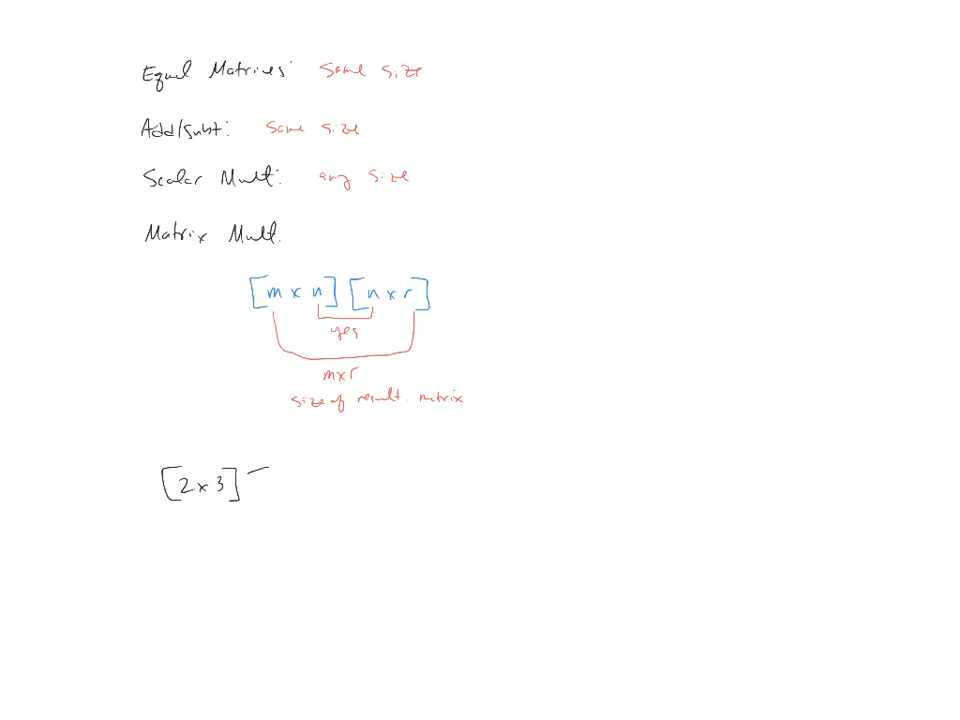 Equal Matrices: Same size
Add/Subt: Same size
Scalar Mult: any size
Matrix Mult.
[m x n] [n x r]
yes
mxr
size of result. matrix
[2 x 3]